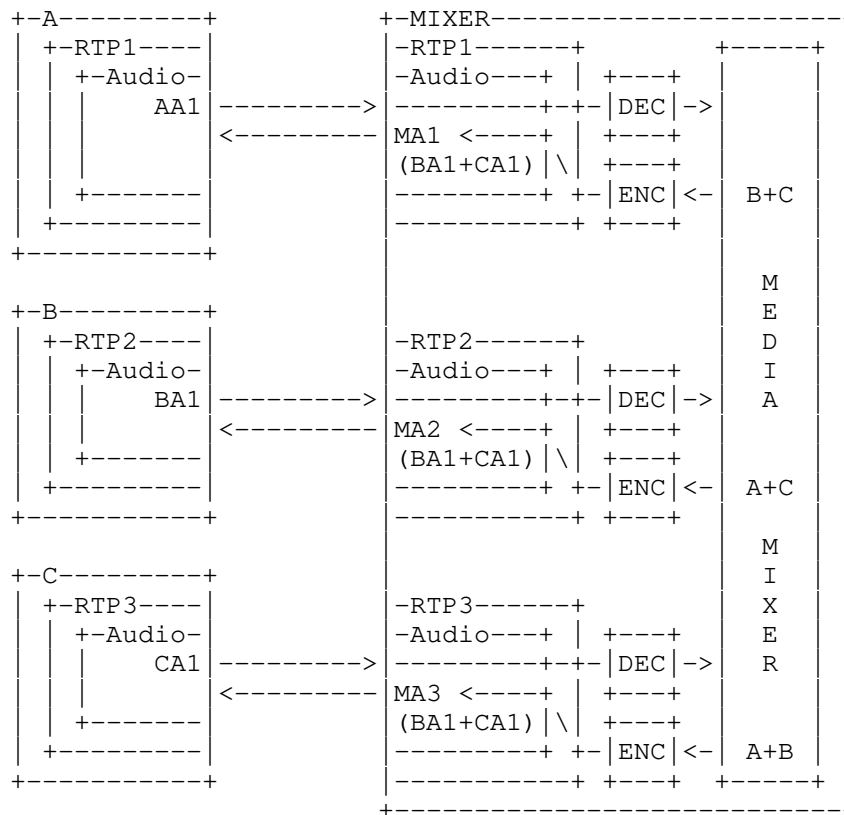 +-A---------+          +-MIXER----------------------
| +-RTP1----|          |-RTP1------+        +-----+
| | +-Audio-|          |-Audio---+ | +---+  |     |
| | |    AA1|--------->|---------+-+-|DEC|->|     |
| | |       |<---------|MA1 <----+ | +---+  |     |
| | |       |          |(BA1+CA1)|\| +---+  |     |
| | +-------|          |---------+ +-|ENC|<-| B+C |
| +---------|          |-----------+ +---+  |     |
+-----------+          |                    |     |
                       |                    |  M  |
+-B---------+          |                    |  E  |
| +-RTP2----|          |-RTP2------+        |  D  |
| | +-Audio-|          |-Audio---+ | +---+  |  I  |
| | |    BA1|--------->|---------+-+-|DEC|->|  A  |
| | |       |<---------|MA2 <----+ | +---+  |     |
| | +-------|          |(BA1+CA1)|\| +---+  |     |
| +---------|          |---------+ +-|ENC|<-| A+C |
+-----------+          |-----------+ +---+  |     |
                       |                    |  M  |
+-C---------+          |                    |  I  |
| +-RTP3----|          |-RTP3------+        |  X  |
| | +-Audio-|          |-Audio---+ | +---+  |  E  |
| | |    CA1|--------->|---------+-+-|DEC|->|  R  |
| | |       |<---------|MA3 <----+ | +---+  |     |
| | +-------|          |(BA1+CA1)|\| +---+  |     |
| +---------|          |---------+ +-|ENC|<-| A+B |
+-----------+          |-----------+ +---+  +-----+
                       +----------------------------